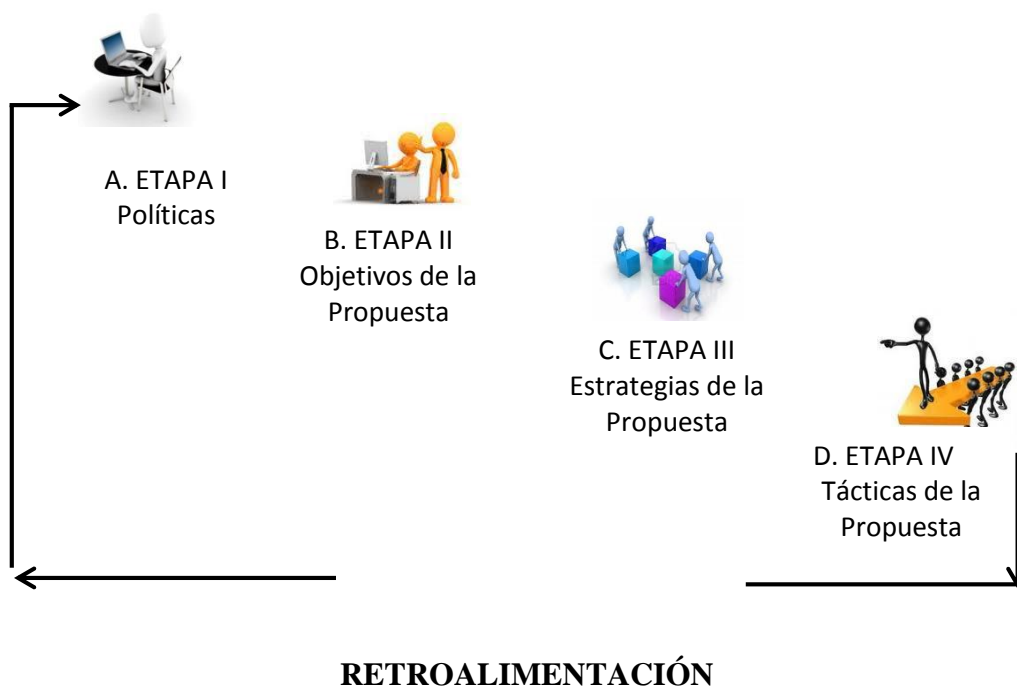 A. ETAPA I
Políticas
B. ETAPA II
Objetivos de la
Propuesta
C. ETAPA III
Estrategias de la
Propuesta
D. ETAPA IV
Tácticas de la
Propuesta
RETROALIMENTACIÓN